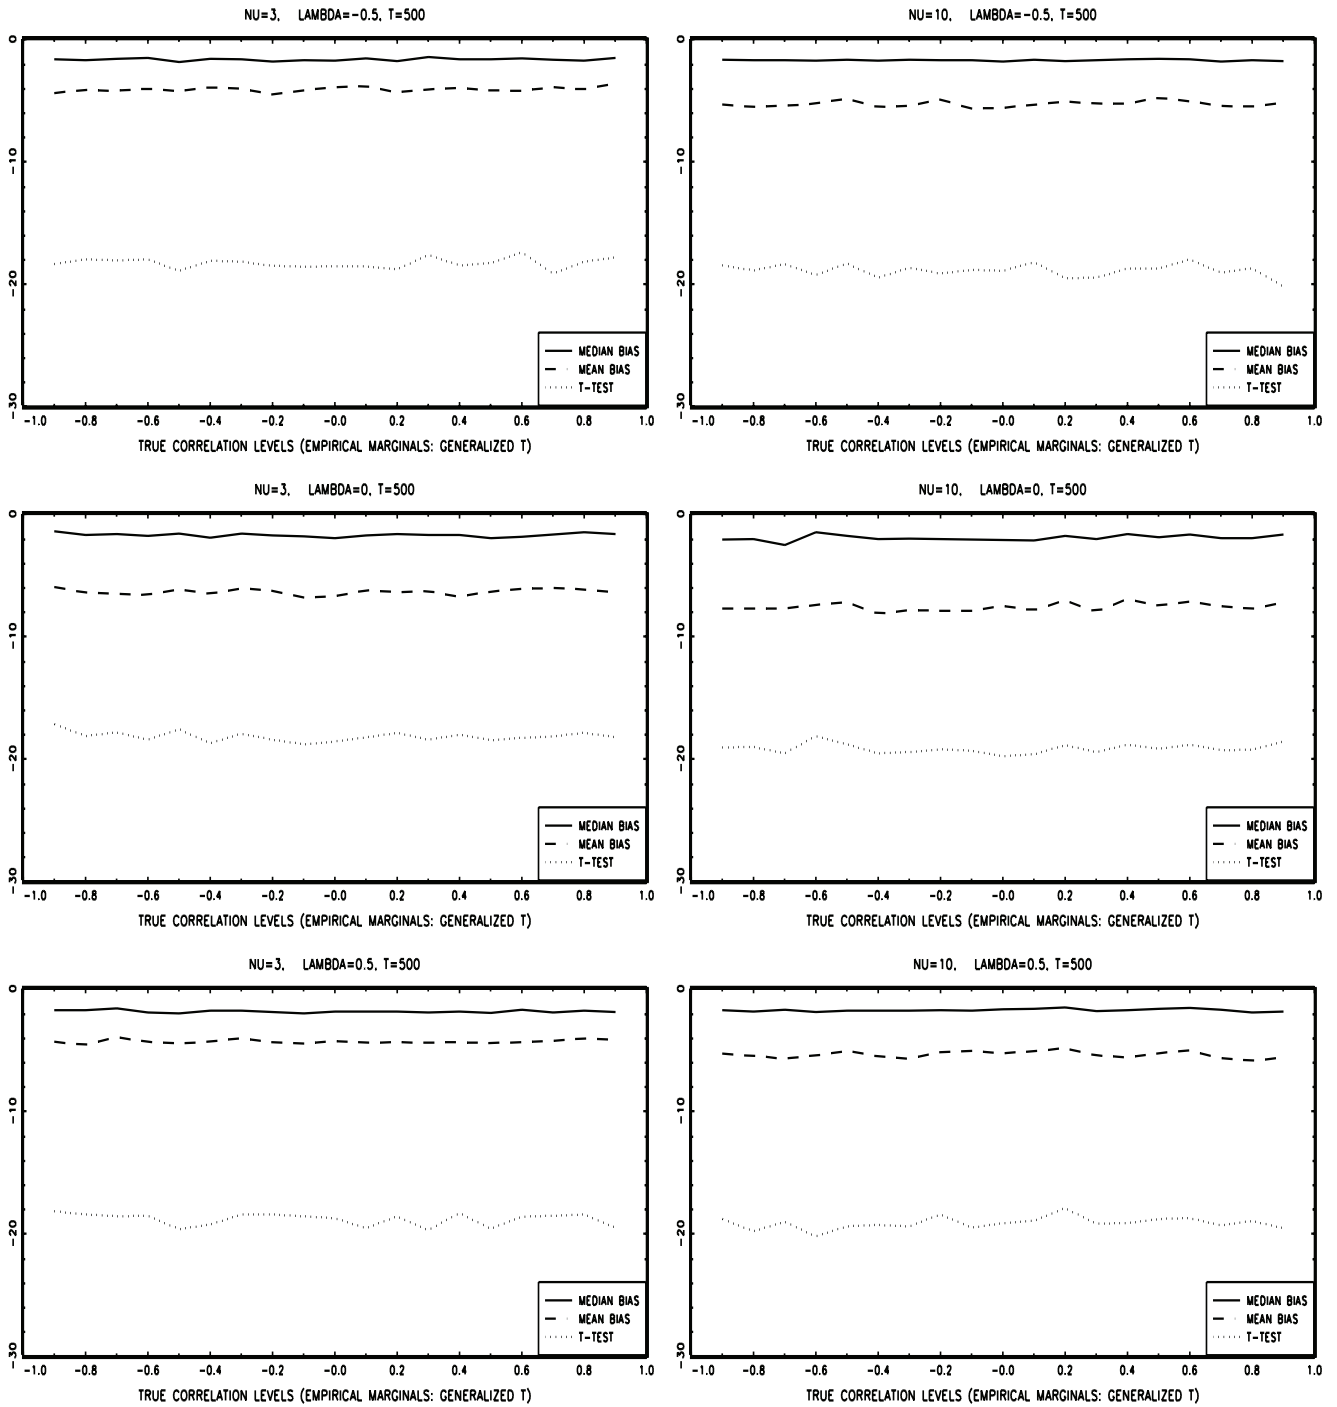 NU=3, LAMBDA=-0.5, T=500
0
-10
-20
-30
MEDIAN BIAS
MEAN BIAS
T-TEST
-1.0 -0.8 -0.6 -0.4 -0.2 -0.0 0.2 0.4 0.6 0.8 1.0
TRUE CORRELATION LEVELS (EMPIRICAL MARGINALS: GENERALIZED T)
NU=10, LAMBDA=-0.5, T=500
0
-10
-20
-30
MEDIAN BIAS
MEAN BIAS
T-TEST
-1.0 -0.8 -0.6 -0.4 -0.2 -0.0 0.2 0.4 0.6 0.8 1.0
TRUE CORRELATION LEVELS (EMPIRICAL MARGINALS: GENERALIZED T)
NU=3, LAMBDA=0, T=500
0
-10
-20
-30
MEDIAN BIAS
MEAN BIAS
T-TEST
-1.0 -0.8 -0.6 -0.4 -0.2 -0.0 0.2 0.4 0.6 0.8 1.0
TRUE CORRELATION LEVELS (EMPIRICAL MARGINALS: GENERALIZED T)
NU=10, LAMBDA=0, T=500
0
-10
-20
-30
MEDIAN BIAS
MEAN BIAS
T-TEST
-1.0 -0.8 -0.6 -0.4 -0.2 -0.0 0.2 0.4 0.6 0.8 1.0
TRUE CORRELATION LEVELS (EMPIRICAL MARGINALS: GENERALIZED T)
NU=3, LAMBDA=0.5, T=500
0
-10
-20
-30
MEDIAN BIAS
MEAN BIAS
T-TEST
-1.0 -0.8 -0.6 -0.4 -0.2 -0.0 0.2 0.4 0.6 0.8 1.0
TRUE CORRELATION LEVELS (EMPIRICAL MARGINALS: GENERALIZED T)
NU=10, LAMBDA=0.5, T=500
0
-10
-20
-30
MEDIAN BIAS
MEAN BIAS
T-TEST
-1.0 -0.8 -0.6 -0.4 -0.2 -0.0 0.2 0.4 0.6 0.8 1.0
TRUE CORRELATION LEVELS (EMPIRICAL MARGINALS: GENERALIZED T)